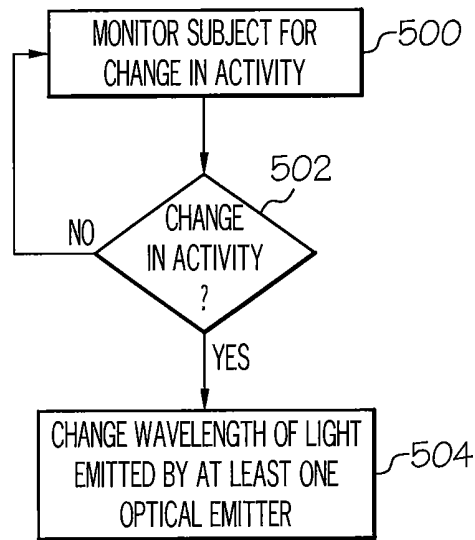 MONITOR SUBJECT FOR
CHANGE IN ACTIVITY
500
502
CHANGE
IN ACTIVITY
?
NO
YES
CHANGE WAVELENGTH OF LIGHT
EMITTED BY AT LEAST ONE
OPTICAL EMITTER
504